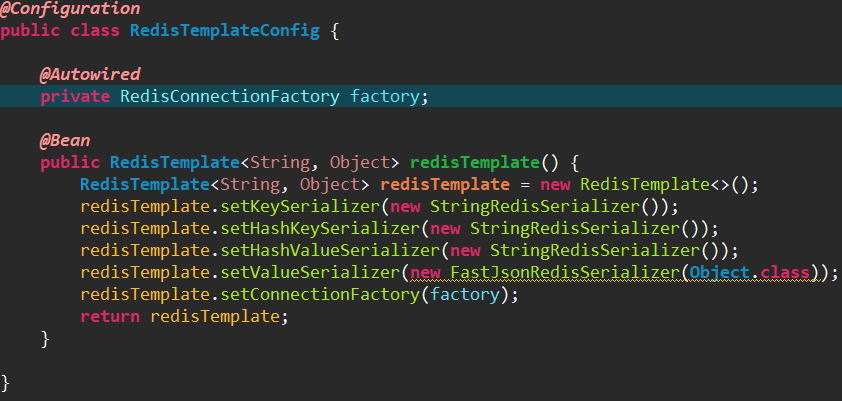 @Configuration
public class RedisTemplateConfig {
@Autowired
private RedisConnectionFactory factory;
@Bean
public RedisTemplate<String, Object> redisTemplate() {
RedisTemplate<String, Object> redisTemplate = new RedisTemplate<>();
redisTemplate.setKeySerializer(new StringRedisSerializer());
redisTemplate.setHashKeySerializer(new StringRedisSerializer());
redisTemplate.setHashValueSerializer(new StringRedisSerializer());
redisTemplate.setValueSerializer(new FastJsonRedisSerializer(Object.class));
redisTemplate.setConnectionFactory(factory);
return redisTemplate;
}
}